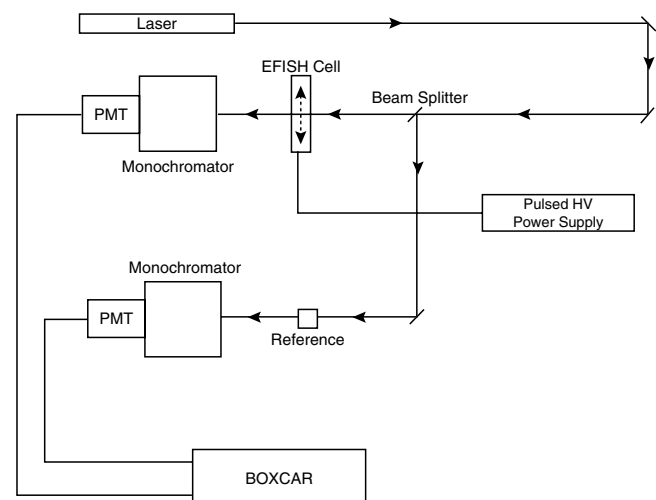 Laser
EFISH Cell
Beam Splitter
PMT
Monochromator
Pulsed HV
Power Supply
Monochromator
PMT
Reference
BOXCAR